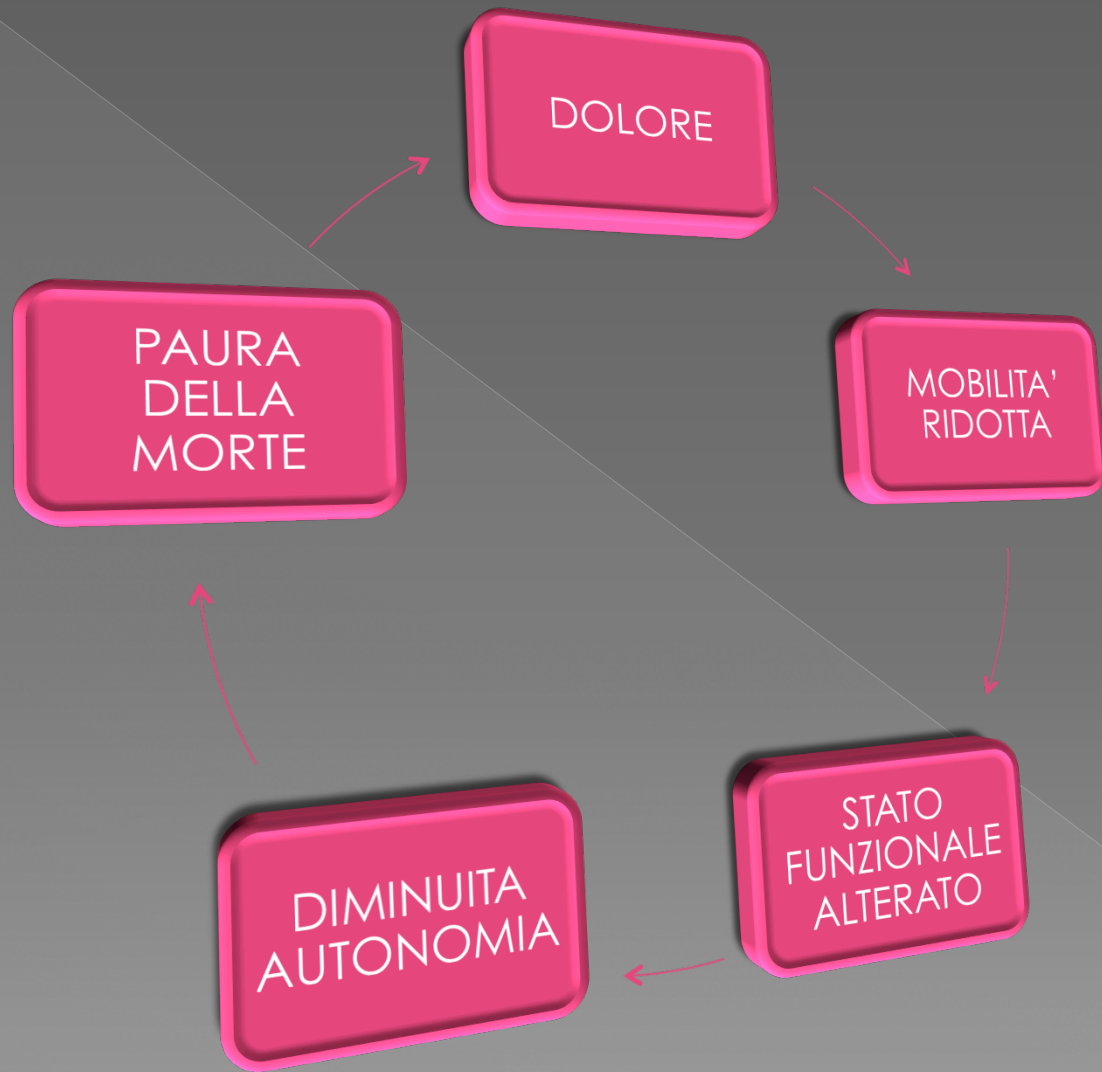 DOLORE
MOBILITA'
RIDOTTA
STATO
FUNZIONALE
ALTERATO
DIMINUITA
AUTONOMIA
PAURA
DELLA
MORTE